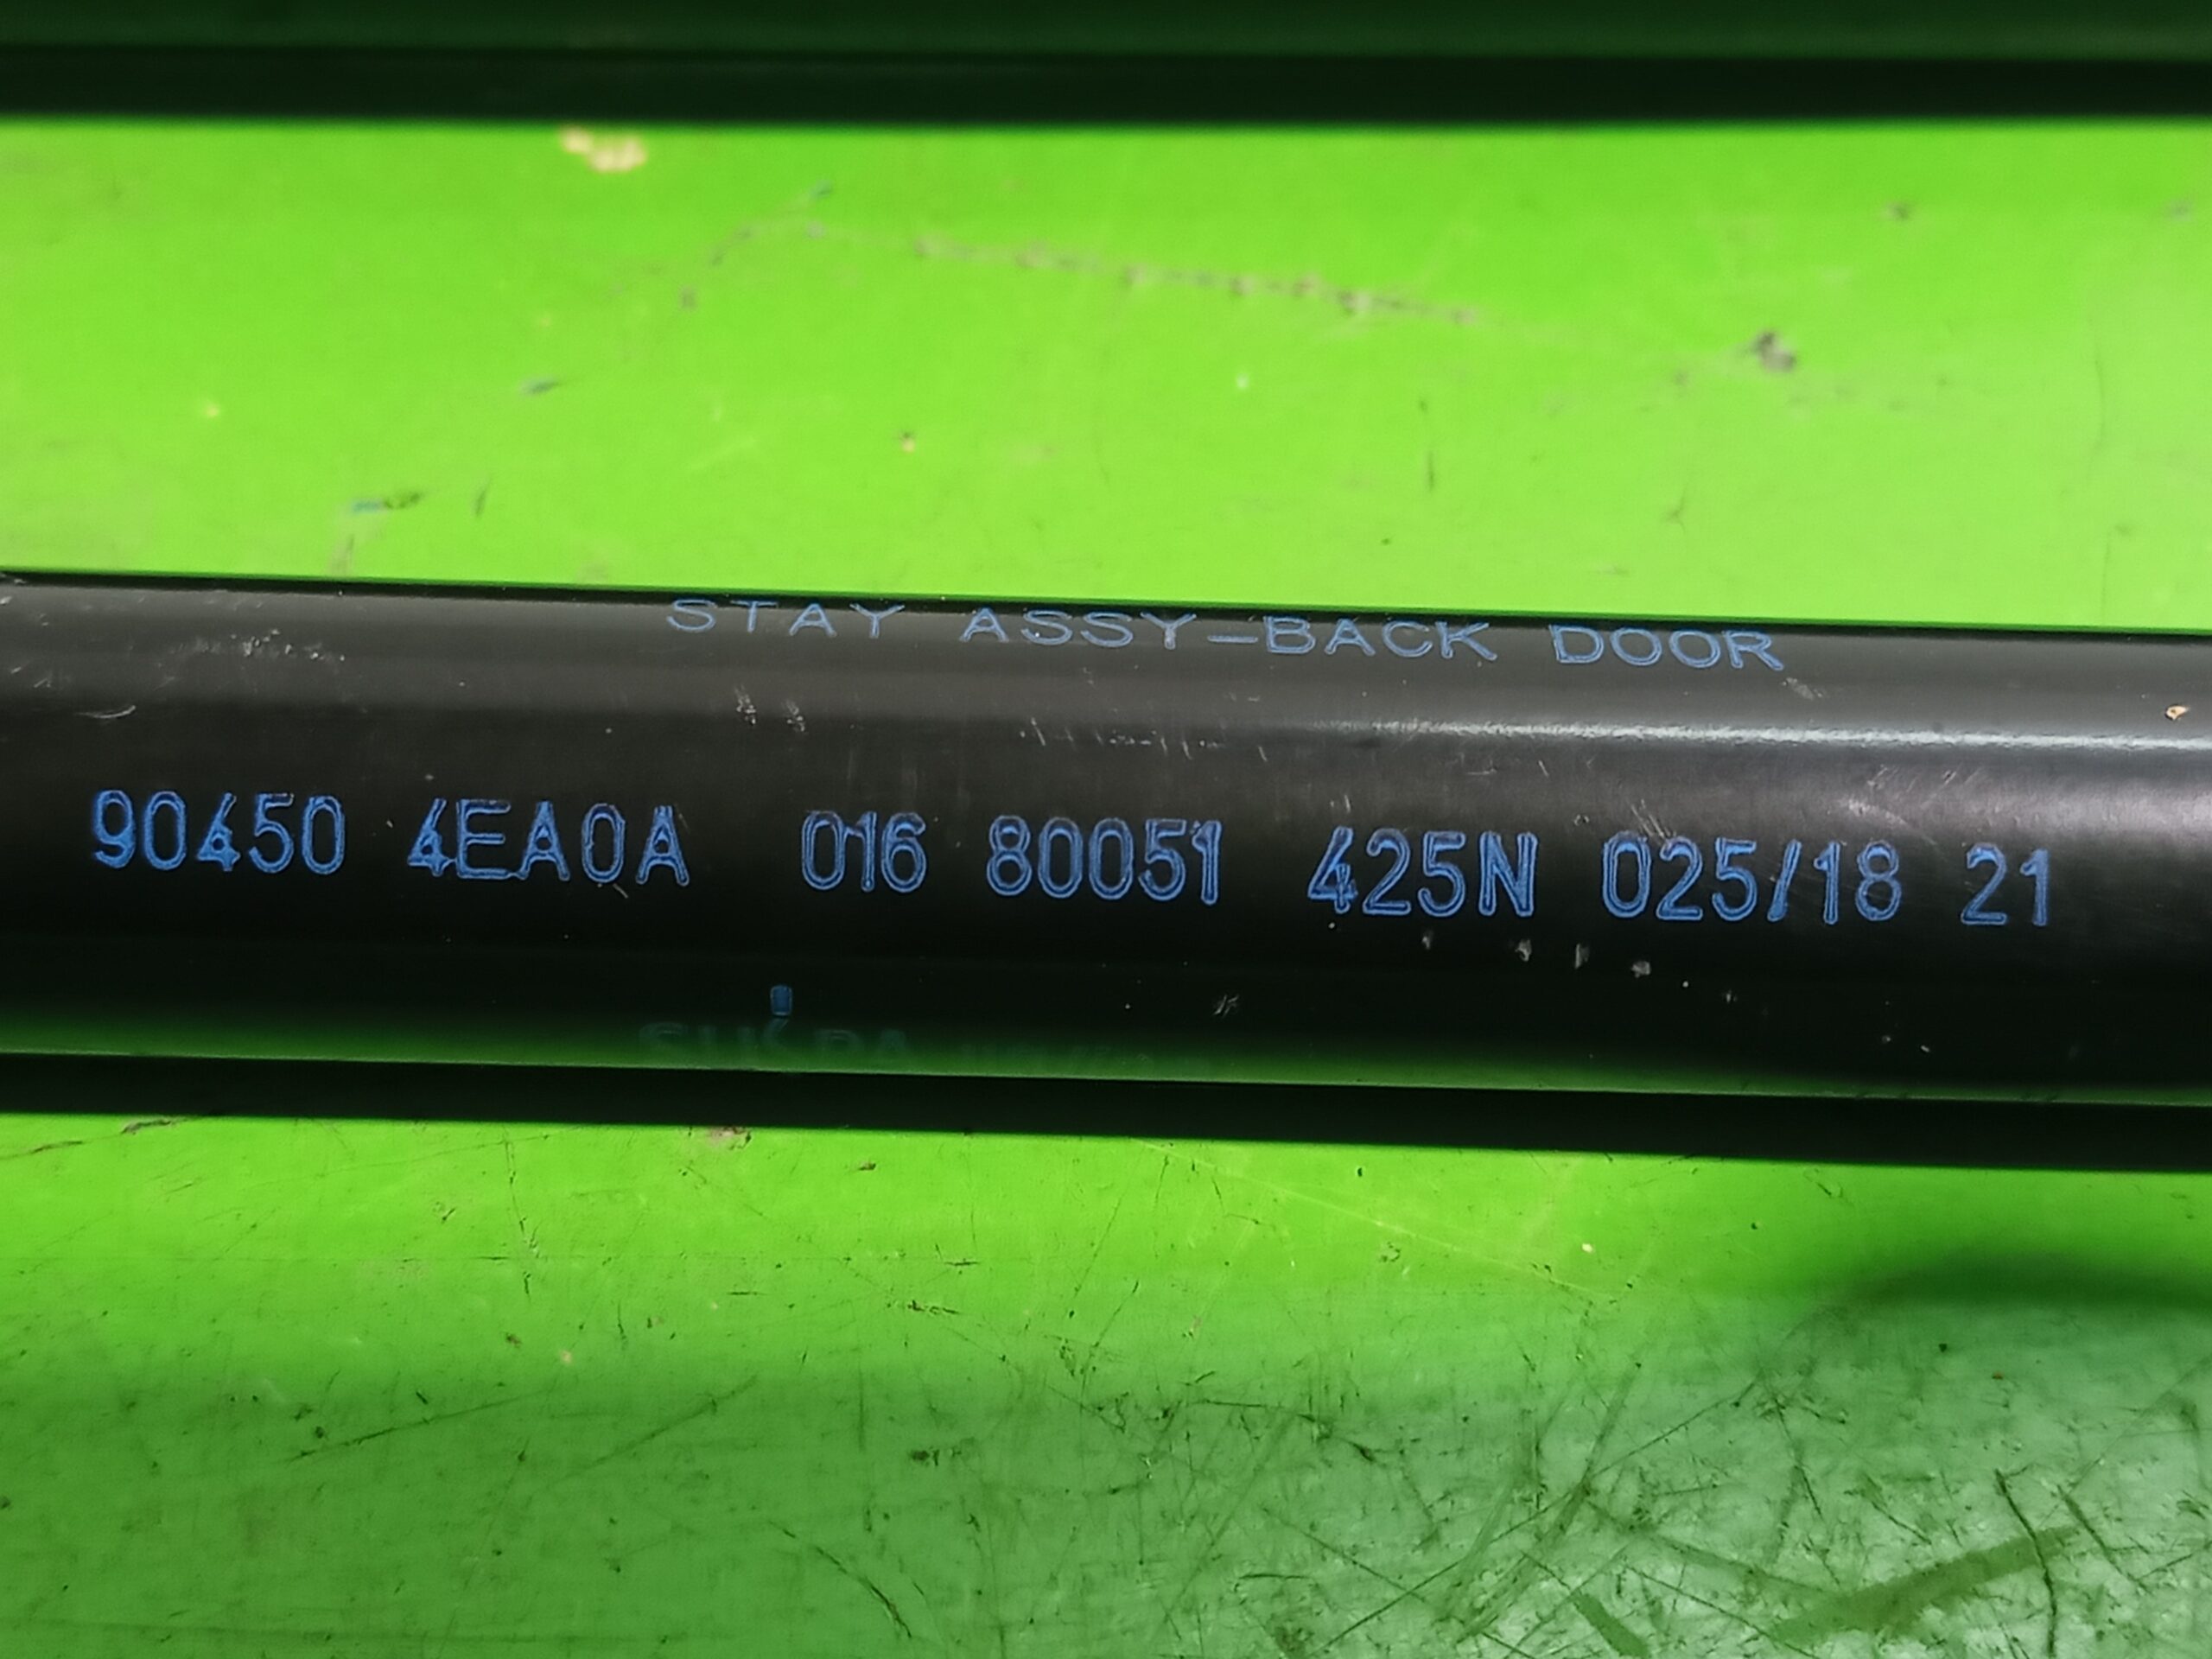 STAY ASSY-BACK DOOR
90450 4EA0A 016 80051 425N 025/18 21